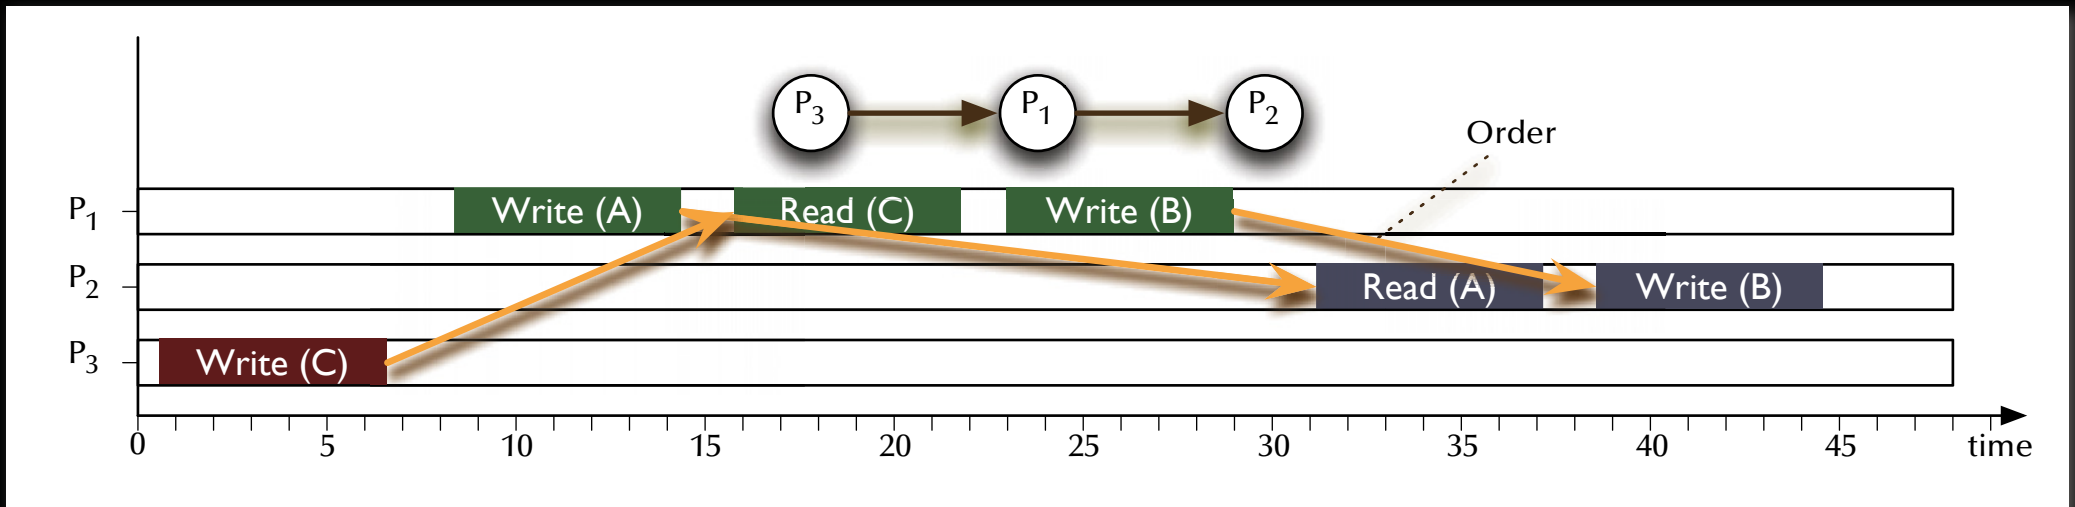 P3 P1 P2
Order
P1 Write (A) Read (C) Write (B)
P2 Read (A) Write (B)
P3 Write (C)
0 5 10 15 20 25 30 35 40 45 time